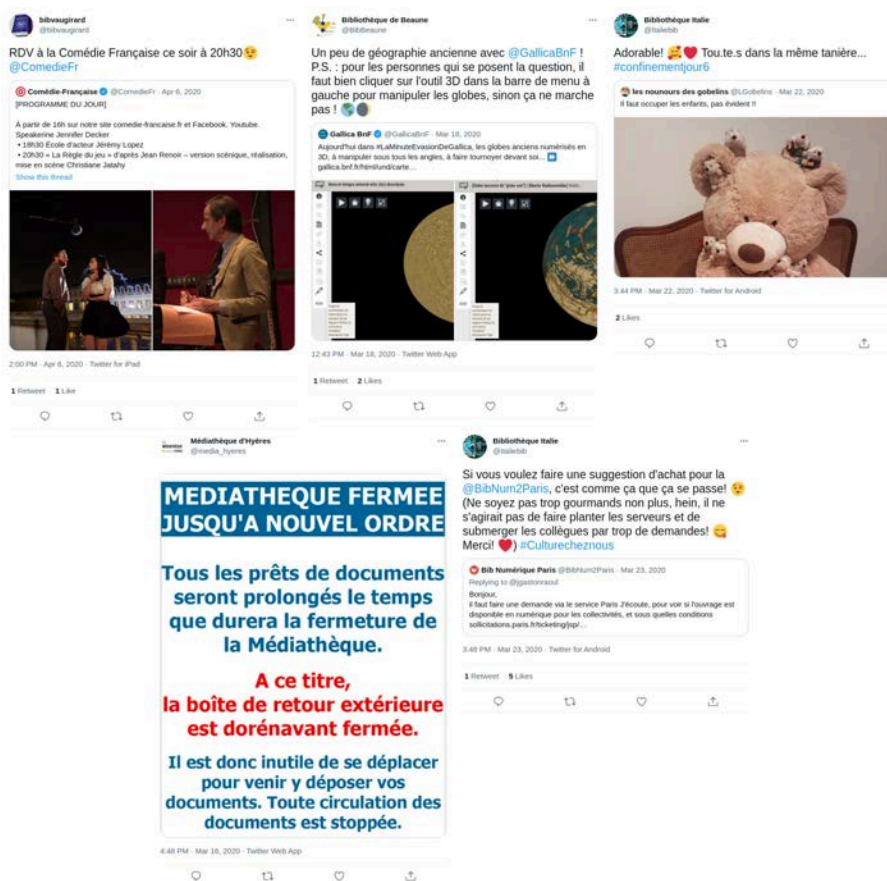 bibvaugirard
@bibvaugirard
RDV à la Comédie Française ce soir à 20h30😉
@ComedieFr
Comédie-Française @ComedieFr · Apr 6, 2020
[PROGRAMME DU JOUR]
À partir de 16h sur notre site comedie-francaise.fr et Facebook, Youtube.
Speakerine Jennifer Decker
• 18h30 École d'acteur Jérémy Lopez
• 20h30 « La Règle du jeu » d'après Jean Renoir – version scénique, réalisation,
mise en scène Christiane Jatahy
Show this thread
2:00 PM · Apr 6, 2020 · Twitter for iPad
1 Retweet 1 Like
Bibliothèque de Beaune
@BibBeaune
Un peu de géographie ancienne avec @GallicaBnF !
P.S. : pour les personnes qui se posent la question, il
faut bien cliquer sur l'outil 3D dans la barre de menu à
gauche pour manipuler les globes, sinon ça ne marche
pas ! 🌎🌒
Gallica BnF @GallicaBnF · Mar 18, 2020
Aujourd'hui dans #LaMinuteEvasionDeGallica, les globes anciens numérisés en
3D, à manipuler sous tous les angles, à faire tournoyer devant soi... ➡
gallica.bnf.fr/html/und/carte...
12:43 PM · Mar 18, 2020 · Twitter Web App
1 Retweet 2 Likes
Bibliothèque Italie
@Italiebib
Adorable! 🥰❤ Tou.te.s dans la même tanière...
#confinementjour6
les nounours des gobelins @LGobelins · Mar 22, 2020
Il faut occuper les enfants, pas évident !!
3:44 PM · Mar 22, 2020 · Twitter for Android
2 Likes
Médiathèque d'Hyères
@media_hyeres
MEDIATHEQUE FERMEE
JUSQU'A NOUVEL ORDRE
Tous les prêts de documents
seront prolongés le temps
que durera la fermeture de
la Médiathèque.
A ce titre,
la boîte de retour extérieure
est dorénavant fermée.
Il est donc inutile de se déplacer
pour venir y déposer vos
documents. Toute circulation des
documents est stoppée.
4:48 PM · Mar 16, 2020 · Twitter Web App
Bibliothèque Italie
@Italiebib
Si vous voulez faire une suggestion d'achat pour la
@BibNum2Paris, c'est comme ça que ça se passe! 😉
(Ne soyez pas trop gourmands non plus, hein, il ne
s'agirait pas de faire planter les serveurs et de
submerger les collègues par trop de demandes! 😋
Merci! ❤) #Culturecheznous
Bib Numérique Paris @BibNum2Paris · Mar 23, 2020
Replying to @jgastonraoul
Bonjour,
Il faut faire une demande via le service Paris J'écoute, pour voir si l'ouvrage est
disponible en numérique pour les collectivités, et sous quelles conditions
sollicitations.paris.fr/ticketing/jsp/...
3:48 PM · Mar 23, 2020 · Twitter for Android
1 Retweet 5 Likes